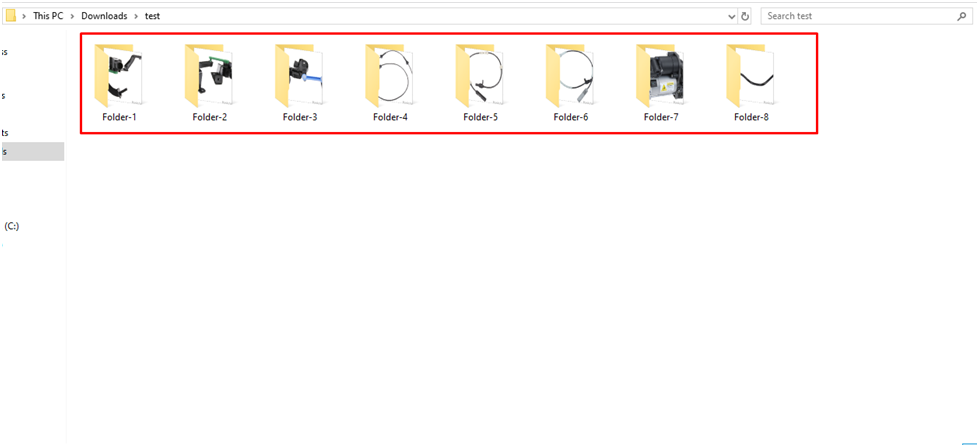 This PC > Downloads > test
Search test
Folder-1 Folder-2 Folder-3 Folder-4 Folder-5 Folder-6 Folder-7 Folder-8
ts
(C:)